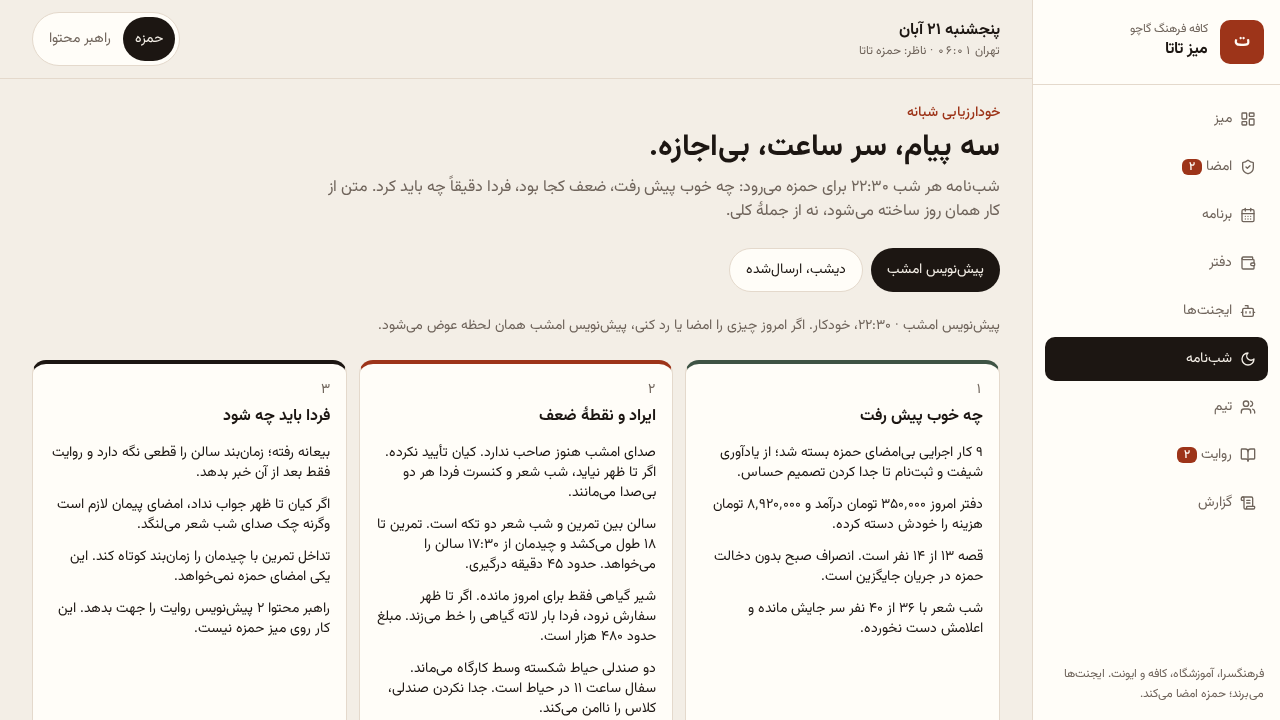 ت
کافه فرهنگ گاچو
میز تاتا
میز
امضا ۲
برنامه
دفتر
ایجنت‌ها
شب‌نامه
تیم
روایت ۲
گزارش
فرهنگسرا، آموزشگاه، کافه و ایونت. ایجنت‌ها
می‌برند؛ حمزه امضا می‌کند.
پنجشنبه ۲۱ آبان
تهران ۰۶:۰۱ · ناظر: حمزه تاتا
حمزه
راهبر محتوا
خودارزیابی شبانه
سه پیام، سر ساعت، بی‌اجازه.
شب‌نامه هر شب ۲۲:۳۰ برای حمزه می‌رود: چه خوب پیش رفت، ضعف کجا بود، فردا دقیقاً چه باید کرد. متن از
کار همان روز ساخته می‌شود، نه از جملهٔ کلی.
پیش‌نویس امشب
دیشب، ارسال‌شده
پیش‌نویس امشب · ۲۲:۳۰، خودکار. اگر امروز چیزی را امضا یا رد کنی، پیش‌نویس امشب همان لحظه عوض می‌شود.
۱
چه خوب پیش رفت
۹ کار اجرایی بی‌امضای حمزه بسته شد؛ از یادآوری
شیفت و ثبت‌نام تا جدا کردن تصمیم حساس.
دفتر امروز ۳۵۰,۰۰۰ تومان درآمد و ۸,۹۲۰,۰۰۰ تومان
هزینه را خودش دسته کرده.
قصه ۱۳ از ۱۴ نفر است. انصراف صبح بدون دخالت
حمزه در جریان جایگزین است.
شب شعر با ۳۶ از ۴۰ نفر سر جایش مانده و
اعلامش دست نخورده.
۲
ایراد و نقطهٔ ضعف
صدای امشب هنوز صاحب ندارد. کیان تأیید نکرده.
اگر تا ظهر نیاید، شب شعر و کنسرت فردا هر دو
بی‌صدا می‌مانند.
سالن بین تمرین و شب شعر دو تکه است. تمرین تا
۱۸ طول می‌کشد و چیدمان از ۱۷:۳۰ سالن را
می‌خواهد. حدود ۴۵ دقیقه درگیری.
شیر گیاهی فقط برای امروز مانده. اگر تا ظهر
سفارش نرود، فردا بار لاته گیاهی را خط می‌زند. مبلغ
حدود ۴۸۰ هزار است.
دو صندلی حیاط شکسته وسط کارگاه می‌ماند.
سفال ساعت ۱۱ در حیاط است. جدا نکردن صندلی،
کلاس را ناامن می‌کند.
۳
فردا باید چه شود
بیعانه رفته؛ زمان‌بند سالن را قطعی نگه دارد و روایت
فقط بعد از آن خبر بدهد.
اگر کیان تا ظهر جواب نداد، امضای پیمان لازم است
وگرنه چک صدای شب شعر می‌لنگد.
تداخل تمرین با چیدمان را زمان‌بند کوتاه کند. این
یکی امضای حمزه نمی‌خواهد.
راهبر محتوا ۲ پیش‌نویس روایت را جهت بدهد. این
کار روی میز حمزه نیست.